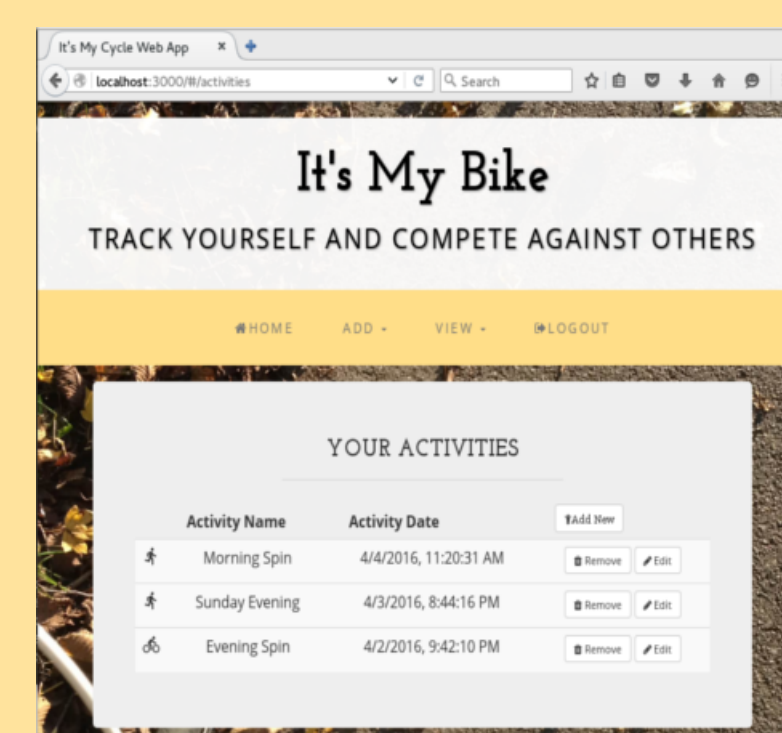 It's My Cycle Web App
localhost:3000/#/activities Search
It's My Bike
TRACK YOURSELF AND COMPETE AGAINST OTHERS
HOME ADD VIEW LOGOUT
YOUR ACTIVITIES
Activity Name Activity Date Add New
Morning Spin 4/4/2016, 11:20:31 AM Remove Edit
Sunday Evening 4/3/2016, 8:44:16 PM Remove Edit
Evening Spin 4/2/2016, 9:42:10 PM Remove Edit